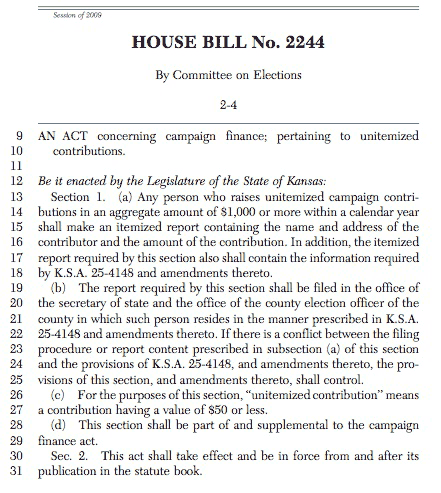 Session of 2009
HOUSE BILL No. 2244
By Committee on Elections
2-4
9 AN ACT concerning campaign finance; pertaining to unitemized
10 contributions.
11
12 Be it enacted by the Legislature of the State of Kansas:
13 Section 1. (a) Any person who raises unitemized campaign contri-
14 butions in an aggregate amount of $1,000 or more within a calendar year
15 shall make an itemized report containing the name and address of the
16 contributor and the amount of the contribution. In addition, the itemized
17 report required by this section also shall contain the information required
18 by K.S.A. 25-4148 and amendments thereto.
19 (b) The report required by this section shall be filed in the office of
20 the secretary of state and the office of the county election officer of the
21 county in which such person resides in the manner prescribed in K.S.A.
22 25-4148 and amendments thereto. If there is a conflict between the filing
23 procedure or report content prescribed in subsection (a) of this section
24 and the provisions of K.S.A. 25-4148, and amendments thereto, the pro-
25 visions of this section, and amendments thereto, shall control.
26 (c) For the purposes of this section, “unitemized contribution” means
27 a contribution having a value of $50 or less.
28 (d) This section shall be part of and supplemental to the campaign
29 finance act.
30 Sec. 2. This act shall take effect and be in force from and after its
31 publication in the statute book.